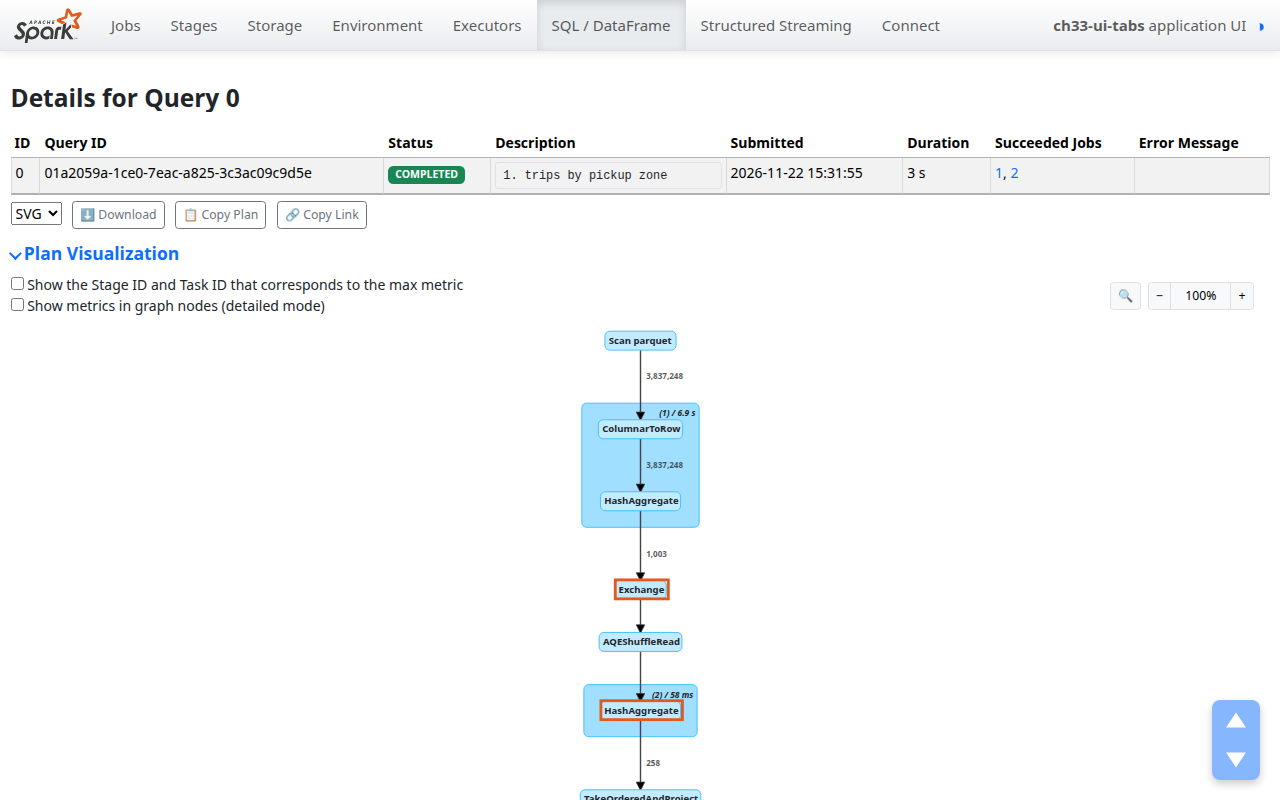 APACHE
Spark
Jobs Stages Storage Environment Executors SQL / DataFrame Structured Streaming Connect ch33-ui-tabs application UI
Details for Query 0
ID Query ID Status Description Submitted Duration Succeeded Jobs Error Message
0 01a2059a-1ce0-7eac-a825-3c3ac09c9d5e COMPLETED 1. trips by pickup zone 2026-11-22 15:31:55 3 s 1, 2
SVG Download Copy Plan Copy Link
Plan Visualization
Show the Stage ID and Task ID that corresponds to the max metric
Show metrics in graph nodes (detailed mode)
− 100% +
Scan parquet
3,837,248
(1) / 6.9 s
ColumnarToRow
3,837,248
HashAggregate
1,003
Exchange
AQEShuffleRead
(2) / 58 ms
HashAggregate
258
TakeOrderedAndProject